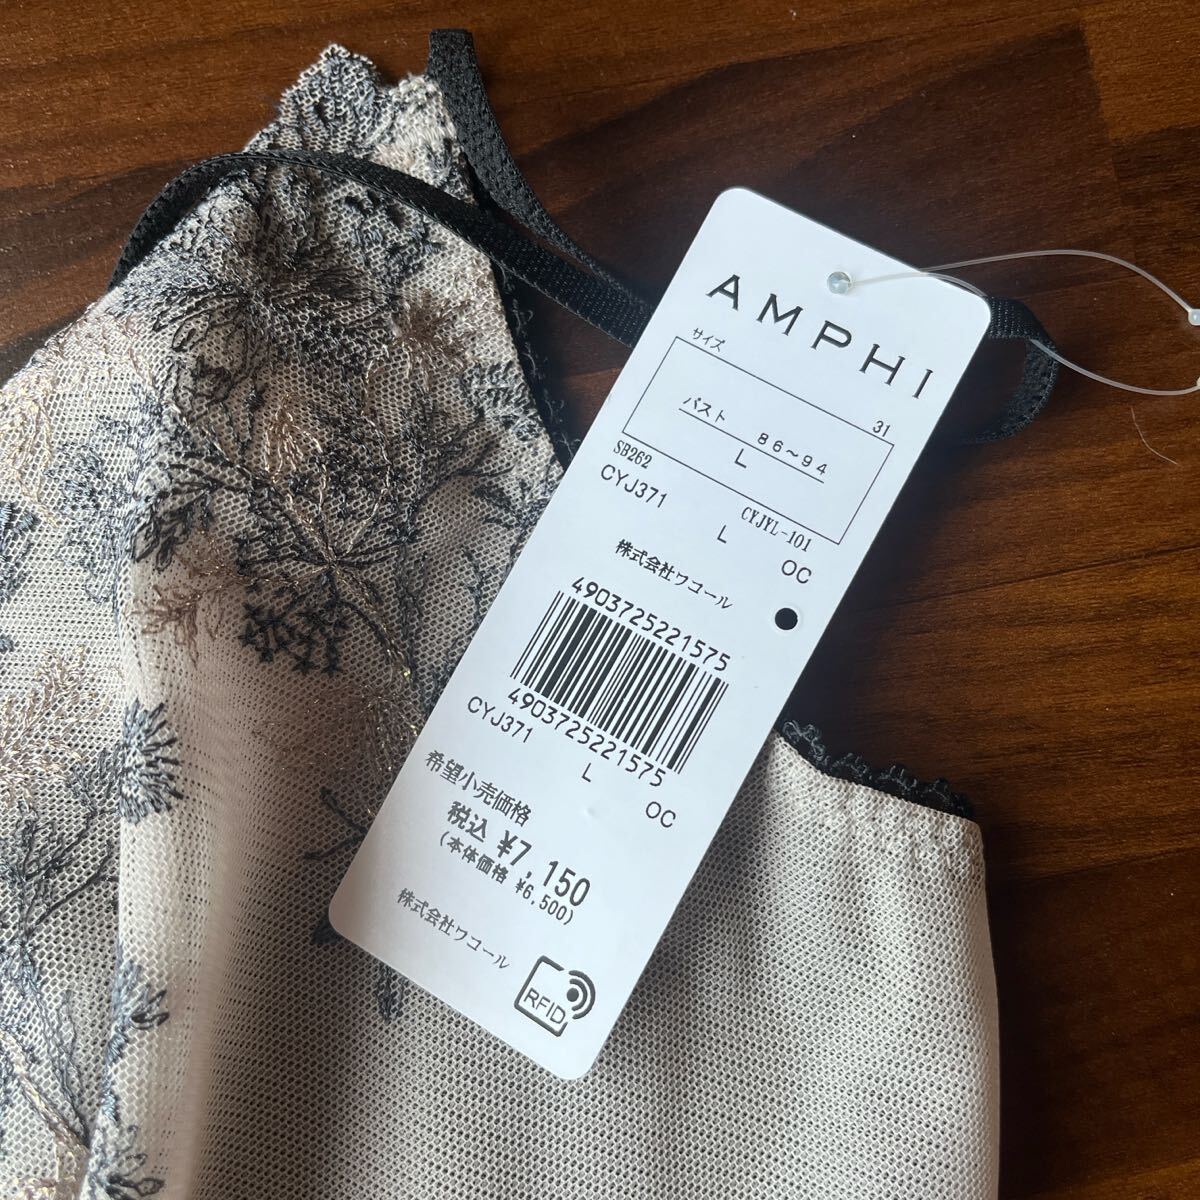 AMPHI
サイズ 31
バスト 86~94
L
SB262 CYJYL-101
CYJ371 L OC
株式会社ワコール
4903725221575
4903725221575
CYJ371 L OC
希望小売価格
税込 ¥7,150
(本体価格 ¥6,500)
株式会社ワコール
RFID